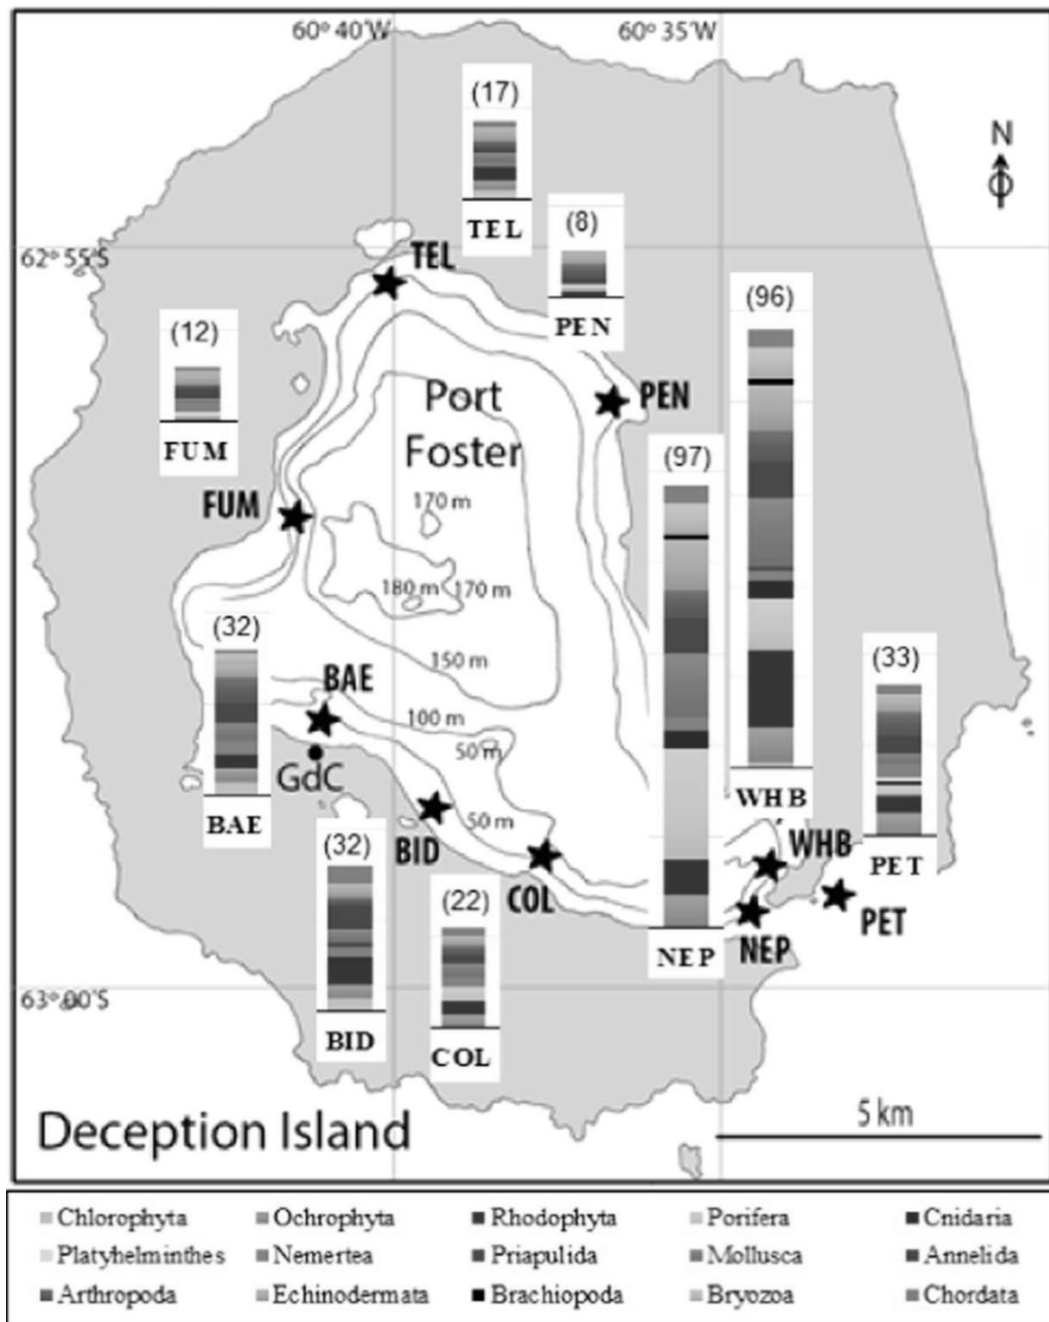 60º 40'W
60º 35'W
(17)
N
TEL
(8)
62º 55'S
TEL
(96)
PEN
(12)
Port
Foster
PEN
FUM
(97)
FUM
170 m
180 m
170 m
(32)
150 m
(33)
BAE
100 m
50 m
GdC
WHB
50 m
BAE
(32)
BID
WHB
PET
COL
(22)
PET
NEP
NEP
63º 00'S
BID
COL
Deception Island
5 km
Chlorophyta Ochrophyta Rhodophyta Porifera Cnidaria
Platyhelminthes Nemertea Priapulida Mollusca Annelida
Arthropoda Echinodermata Brachiopoda Bryozoa Chordata